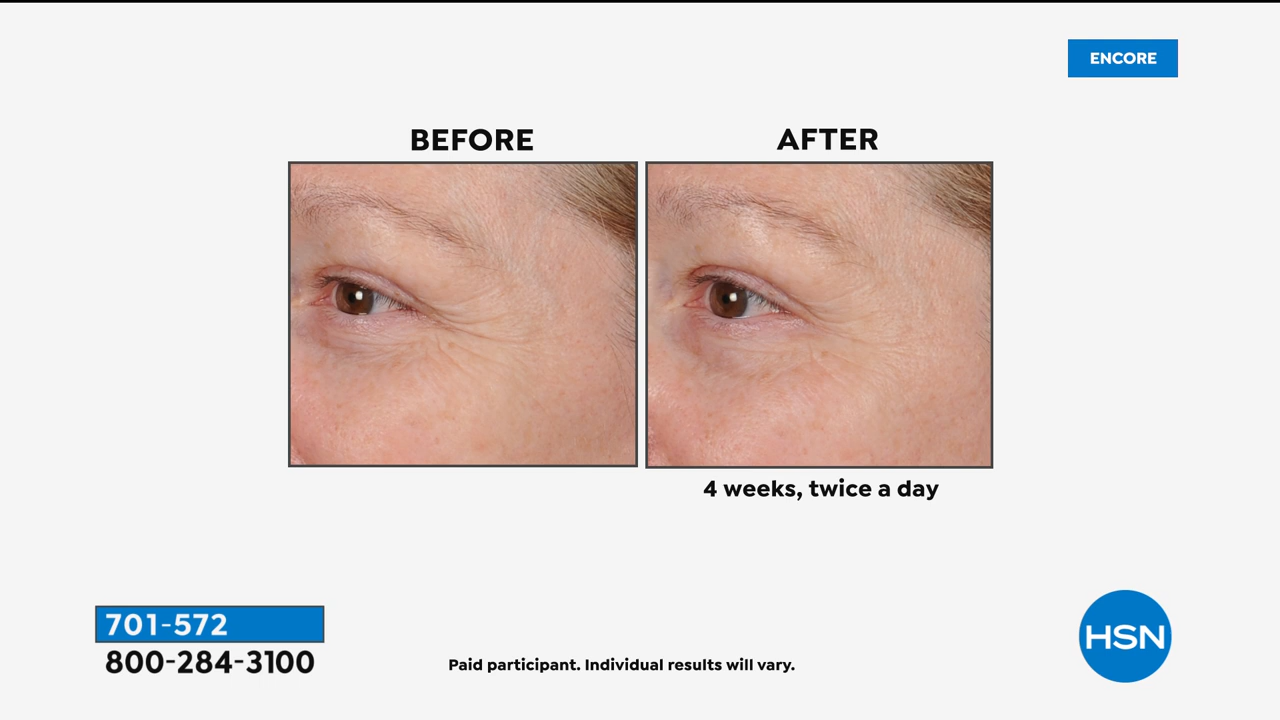 ENCORE
BEFORE
AFTER
4 weeks, twice a day
701-572
800-284-3100
Paid participant. Individual results will vary.
HSN